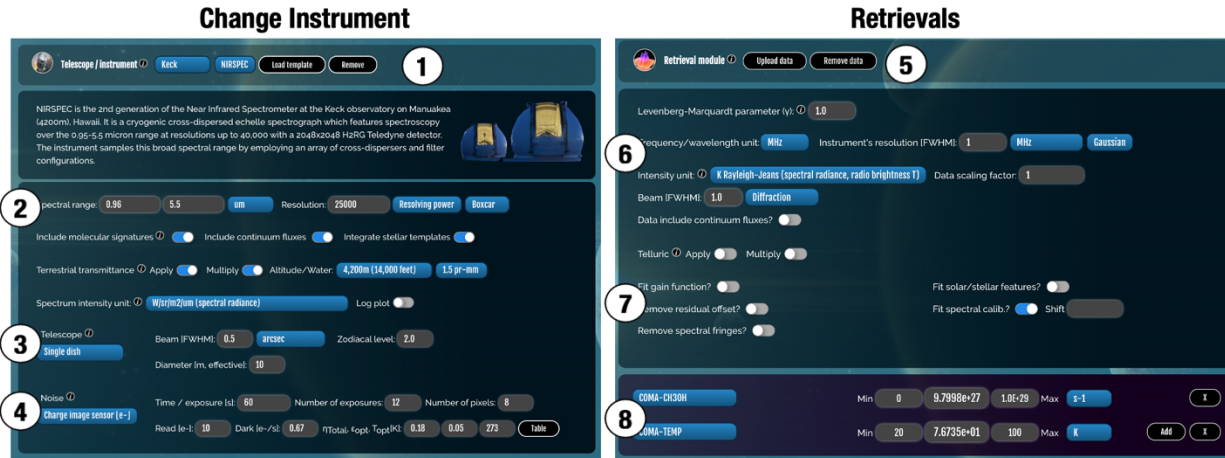 Change Instrument
1
Telescope / instrument Keck NIRSPEC Load template Remove
NIRSPEC is the 2nd generation of the Near Infrared Spectrometer at the Keck observatory on Manuakea
(4200m), Hawaii. It is a cryogenic cross-dispersed echelle spectrograph which features spectroscopy
over the 0.95-5.5 micron range at resolutions up to 40,000 with a 2048x2048 H2RG Teledyne detector.
The instrument samples this broad spectral range by employing an array of cross-dispersers and filter
configurations.
2
pectral range: 0.96 5.5 um Resolution: 25000 Resolving power Boxcar
Include molecular signatures Include continuum fluxes Integrate stellar templates
Terrestrial transmittance Apply Multiply Altitude/Water: 4,200m (14,000 feet) 1.5 pr-mm
Spectrum intensity unit: W/sr/m2/um (spectral radiance) Log plot
3
Telescope Beam [FWHM]: 0.5 arcsec Zodiacal level: 2.0
Single dish
Diameter [m, effective]: 10
4
Noise Time / exposure [s]: 60 Number of exposures: 12 Number of pixels: 8
Charge image sensor [e-]
Read [e-]: 10 Dark [e-/s]: 0.67 ηTotal, ϵopt, Topt[K]: 0.18 0.05 273 Table
Retrievals
5
Retrieval module Upload data Remove data
Levenberg-Marquardt parameter (γ): 1.0
6
requency/wavelength unit: MHz Instrument's resolution [FWHM]: 1 MHz Gaussian
Intensity unit: K Rayleigh-Jeans (spectral radiance, radio brightness T) Data scaling factor: 1
Beam [FWHM]: 1.0 Diffraction
Data include continuum fluxes?
Telluric Apply Multiply
7
Fit gain function? Fit solar/stellar features?
emove residual offset? Fit spectral calib.? Shift
Remove spectral fringes?
8
COMA-CH3OH Min 0 9.7998e+27 1.0E+29 Max s-1 X
COMA-TEMP Min 20 7.6735e+01 100 Max K Add X